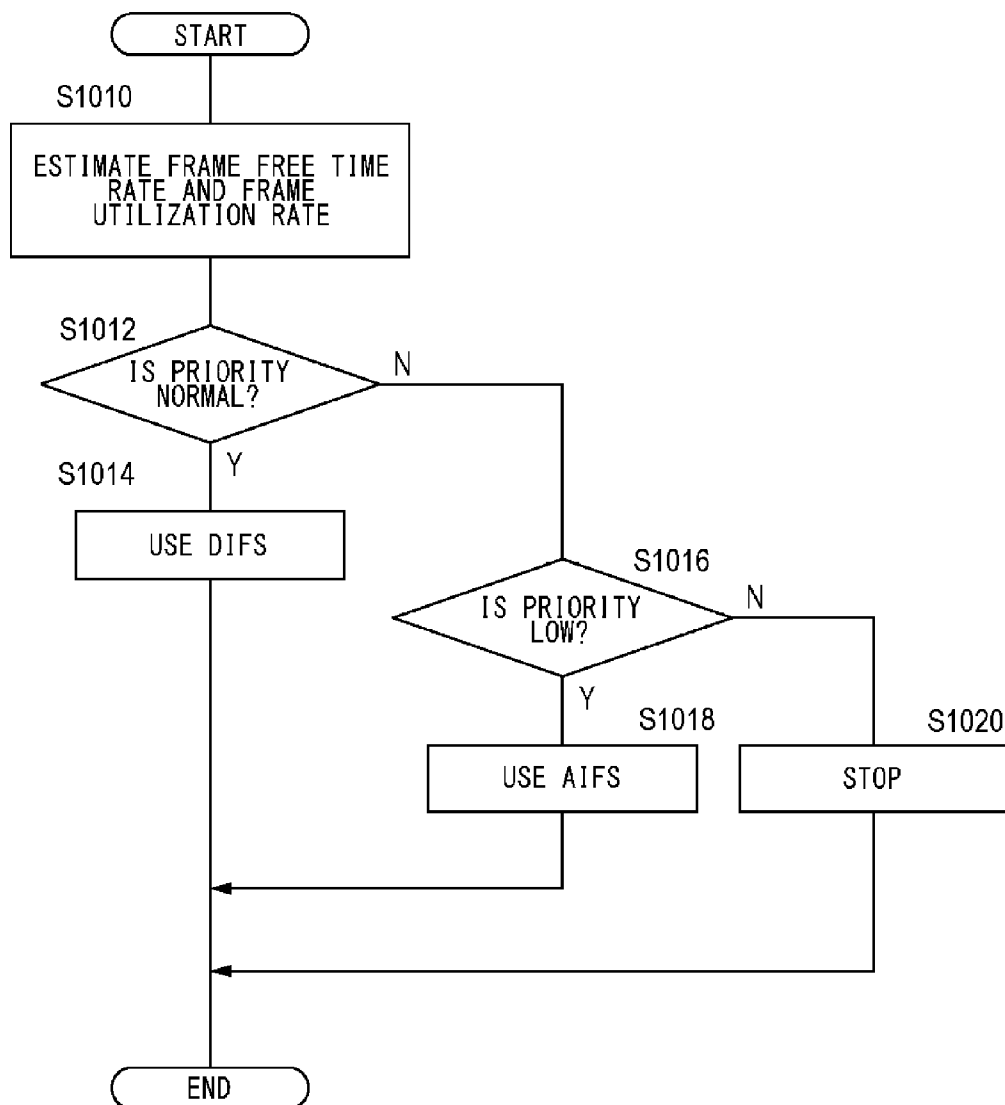 START
S1010
ESTIMATE FRAME FREE TIME
RATE AND FRAME
UTILIZATION RATE
S1012
IS PRIORITY
NORMAL?
N
Y
S1014
USE DIFS
S1016
IS PRIORITY
LOW?
N
Y
S1018
USE AIFS
S1020
STOP
END